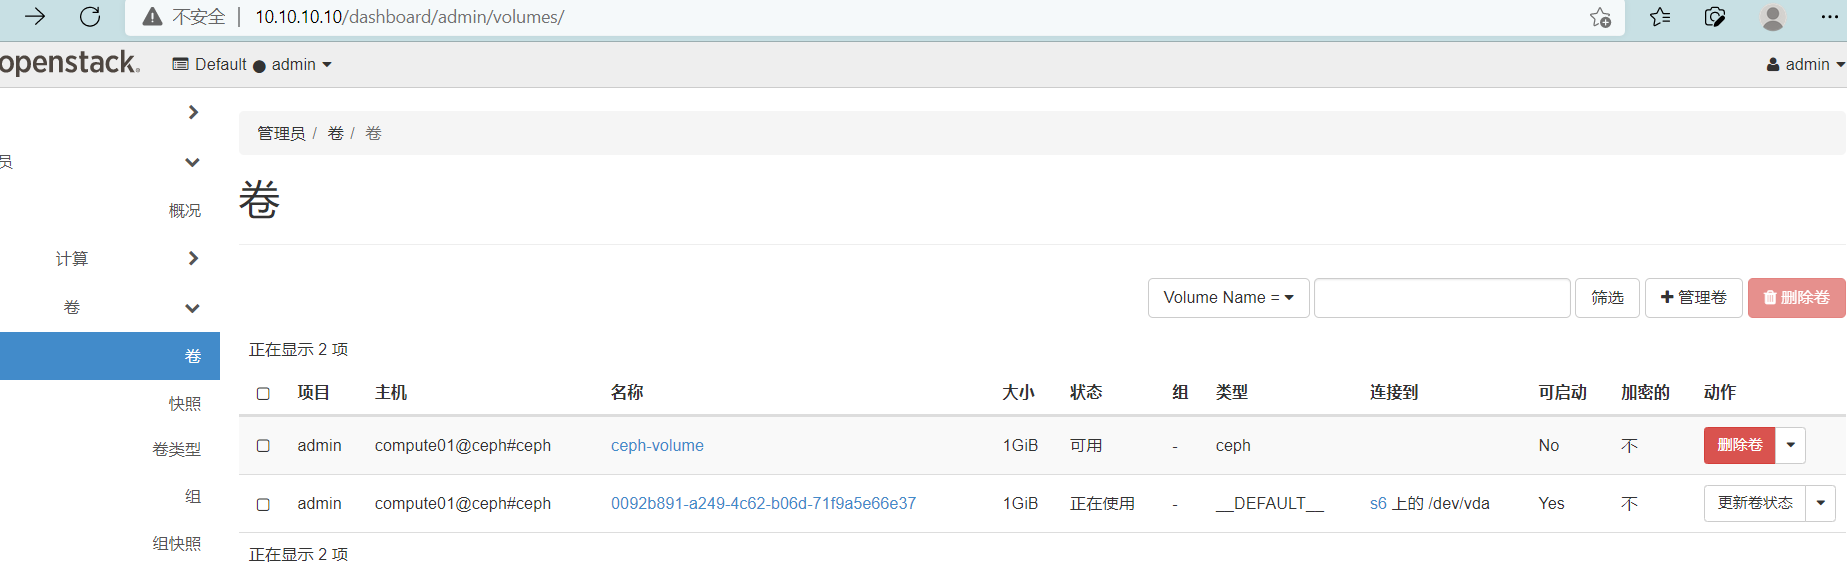 不安全 | 10.10.10.10/dashboard/admin/volumes/
openstack. Default ● admin admin
管理员 / 卷 / 卷
员
卷
概况
计算
卷
Volume Name = 筛选 管理卷 删除卷
正在显示 2 项
卷
项目 主机 名称 大小 状态 组 类型 连接到 可启动 加密的 动作
快照
admin compute01@ceph#ceph ceph-volume 1GiB 可用 - ceph No 不 删除卷
卷类型
组
admin compute01@ceph#ceph 0092b891-a249-4c62-b06d-71f9a5e66e37 1GiB 正在使用 - __DEFAULT__ s6 上的 /dev/vda Yes 不 更新卷状态
组快照
正在显示 2 项